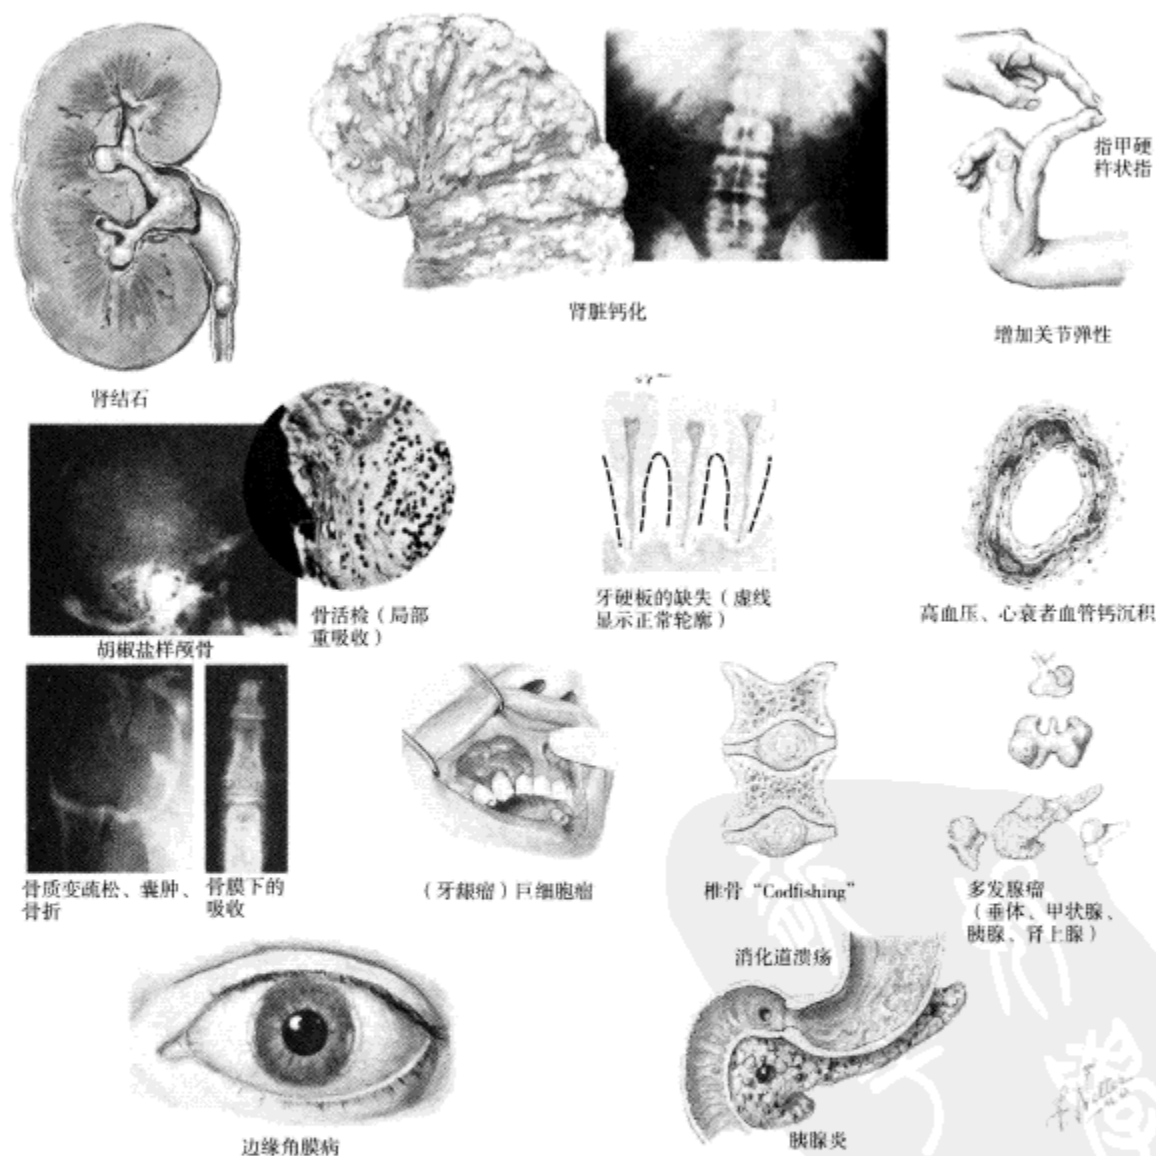 指甲硬
杵状指
肾脏钙化
增加关节弹性
肾结石
骨活检（局部
重吸收）
牙硬板的缺失（虚线
显示正常轮廓）
高血压、心衰者血管钙沉积
胡椒盐样颅骨
骨质变疏松、囊肿、
骨折
骨膜下的
吸收
（牙龈瘤）巨细胞瘤
椎骨“Codfishing”
多发腺瘤
（垂体、甲状腺、
胰腺、肾上腺）
消化道溃疡
边缘角膜病
胰腺炎